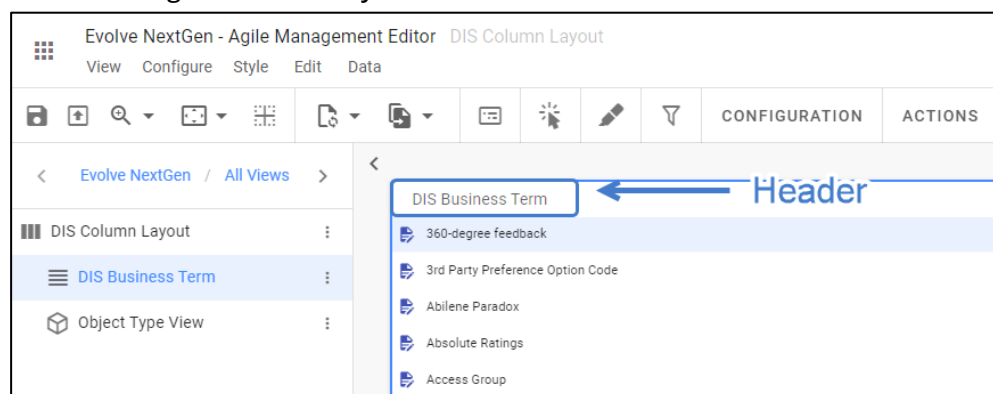 Evolve NextGen - Agile Management Editor DIS Column Layout
View Configure Style Edit Data
CONFIGURATION ACTIONS
Evolve NextGen / All Views
DIS Column Layout
DIS Business Term
Object Type View
DIS Business Term
Header
360-degree feedback
3rd Party Preference Option Code
Abilene Paradox
Absolute Ratings
Access Group